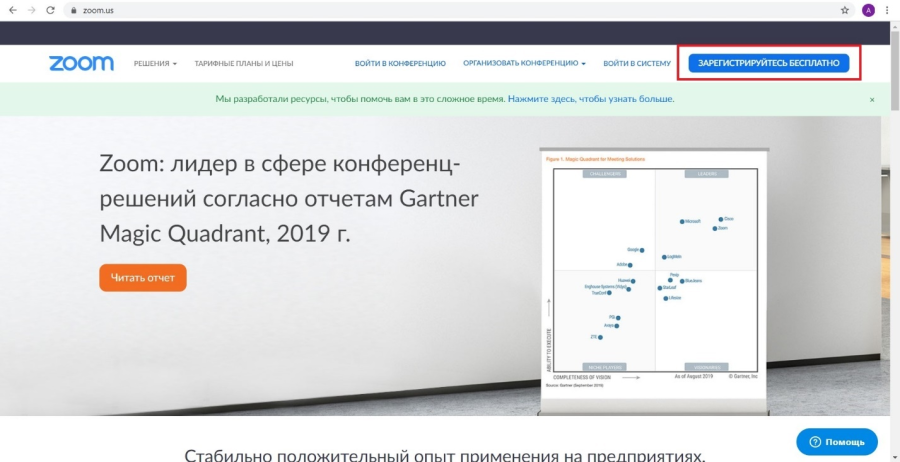 zoom.us
A
zoom
РЕШЕНИЯ
ТАРИФНЫЕ ПЛАНЫ И ЦЕНЫ
ВОЙТИ В КОНФЕРЕНЦИЮ
ОРГАНИЗОВАТЬ КОНФЕРЕНЦИЮ
ВОЙТИ В СИСТЕМУ
ЗАРЕГИСТРИРУЙТЕСЬ БЕСПЛАТНО
Мы разработали ресурсы, чтобы помочь вам в это сложное время. Нажмите здесь, чтобы узнать больше.
Zoom: лидер в сфере конференц-
решений согласно отчетам Gartner
Magic Quadrant, 2019 г.
Читать отчет
Figure 1. Magic Quadrant for Meeting Solutions
CHALLENGERS
LEADERS
Microsoft
Cisco
Zoom
Google
LogMeIn
Adobe
Huawei
Pexip
BlueJeans
Enghouse Systems (Vidyo)
StarLeaf
TrueConf
Lifesize
PGi
ZTE
ABILITY TO EXECUTE
NICHE PLAYERS
VISIONARIES
COMPLETENESS OF VISION
As of August 2019
© Gartner, Inc
Source: Gartner (September 2019)
Стабильно положительный опыт применения на предприятиях.
Помощь